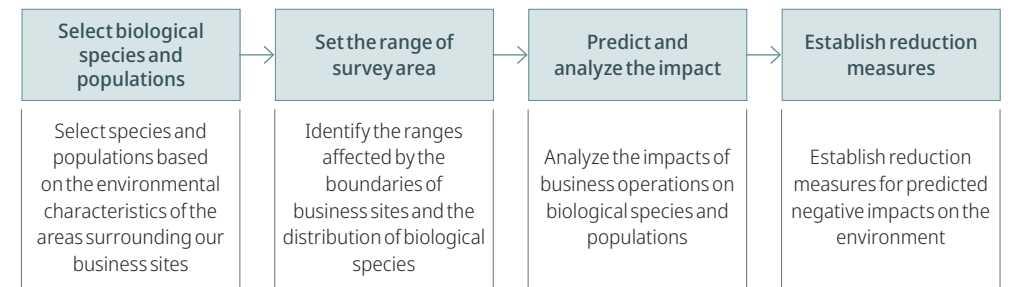 Select biological
species and
populations
Set the range of
survey area
Predict and
analyze the impact
Establish reduction
measures
Select species and
populations based
on the environmental
characteristics of the
areas surrounding our
business sites
Identify the ranges
affected by the
boundaries of
business sites and the
distribution of biological
species
Analyze the impacts of
business operations on
biological species and
populations
Establish reduction
measures for predicted
negative impacts on the
environment